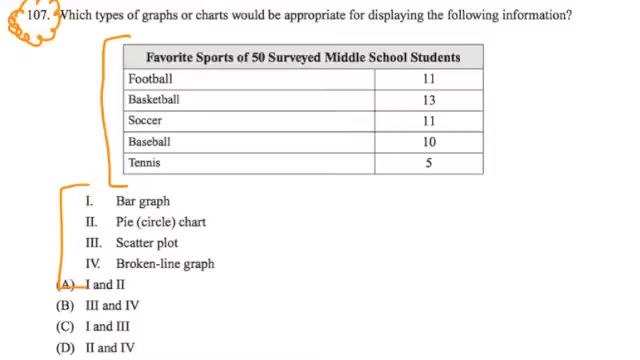 107. Which types of graphs or charts would be appropriate for displaying the following information?
Favorite Sports of 50 Surveyed Middle School Students
Football 11
Basketball 13
Soccer 11
Baseball 10
Tennis 5
I. Bar graph
II. Pie (circle) chart
III. Scatter plot
IV. Broken-line graph
(A) I and II
(B) III and IV
(C) I and III
(D) II and IV